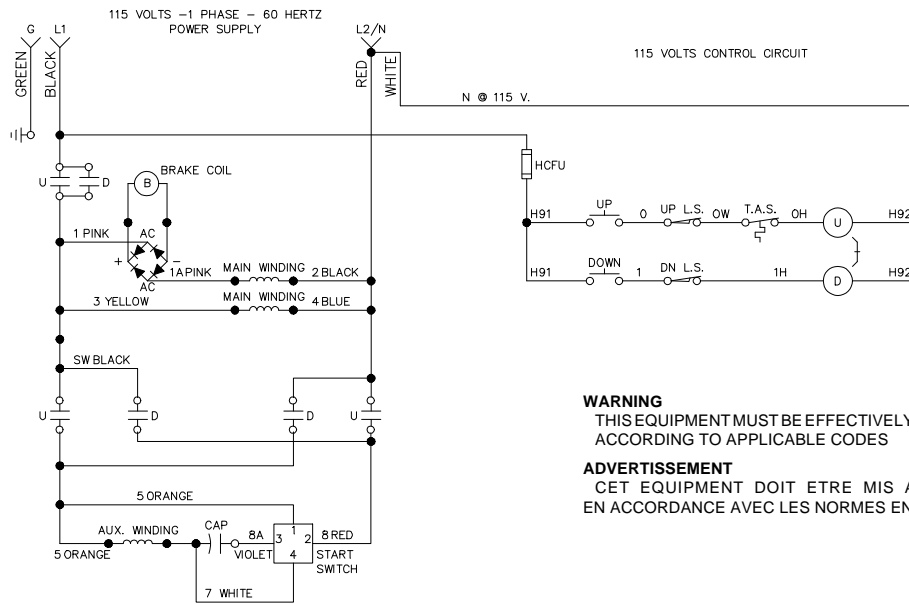 115 VOLTS -1 PHASE - 60 HERTZ
POWER SUPPLY
G L1 L2/N
GREEN
BLACK
RED
WHITE
115 VOLTS CONTROL CIRCUIT
N @ 115 V.
HCFU
BRAKE COIL
U D
B
1 PINK AC
+ -
AC
1A PINK MAIN WINDING 2 BLACK
3 YELLOW MAIN WINDING 4 BLUE
H91 UP 0 UP L.S. OW T.A.S. OH U H92
H91 DOWN 1 DN L.S. 1H D H92
SW BLACK
U D D U
5 ORANGE
AUX. WINDING CAP 8A 3 1 2 8 RED
5 ORANGE VIOLET 4 START
SWITCH
7 WHITE
WARNING
THIS EQUIPMENT MUST BE EFFECTIVELY
ACCORDING TO APPLICABLE CODES
ADVERTISSEMENT
CET EQUIPMENT DOIT ETRE MIS A
EN ACCORDANCE AVEC LES NORMES EN